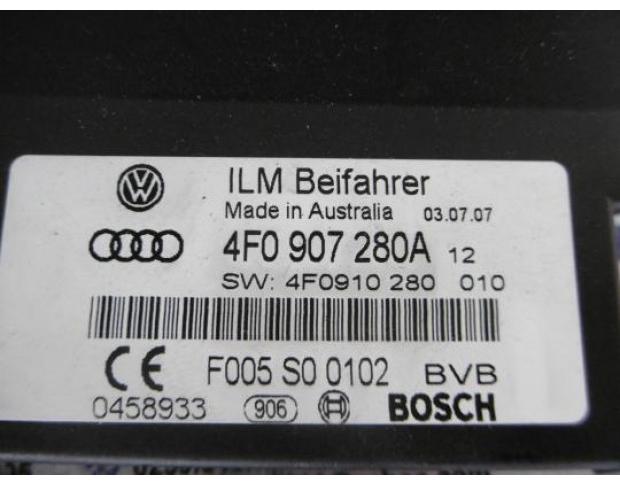 ILM Beifahrer
Made in Australia 03.07.07
4F0 907 280A 12
SW: 4F0910 280 010
CE F005 S0 0102 BVB
0458933 906 BOSCH